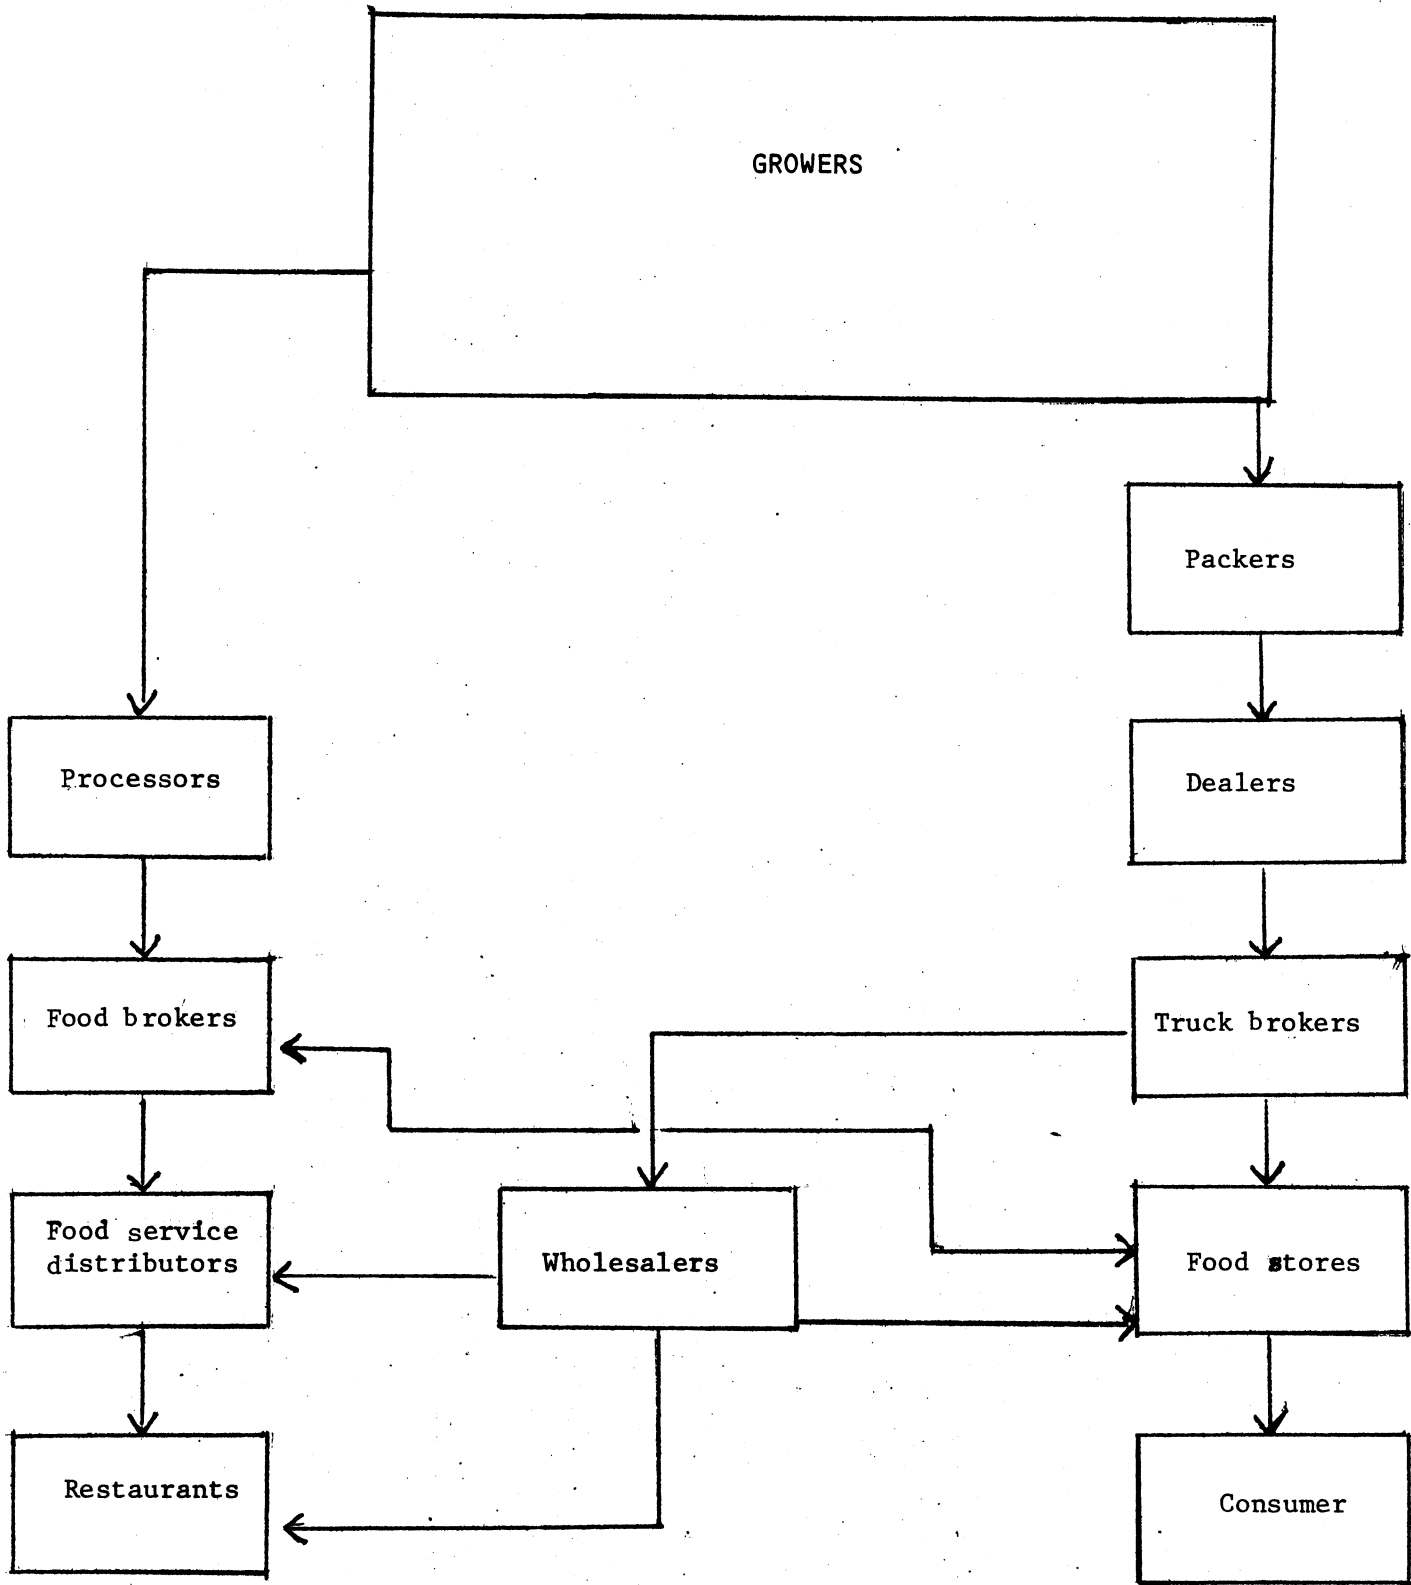 GROWERS
Packers
Processors
Dealers
Food brokers
Truck brokers
Food service
distributors
Wholesalers
Food stores
Restaurants
Consumer